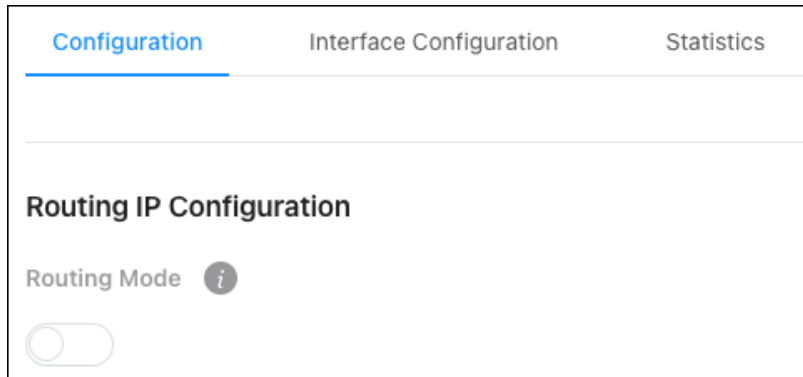 Configuration Interface Configuration Statistics
Routing IP Configuration
Routing Mode i